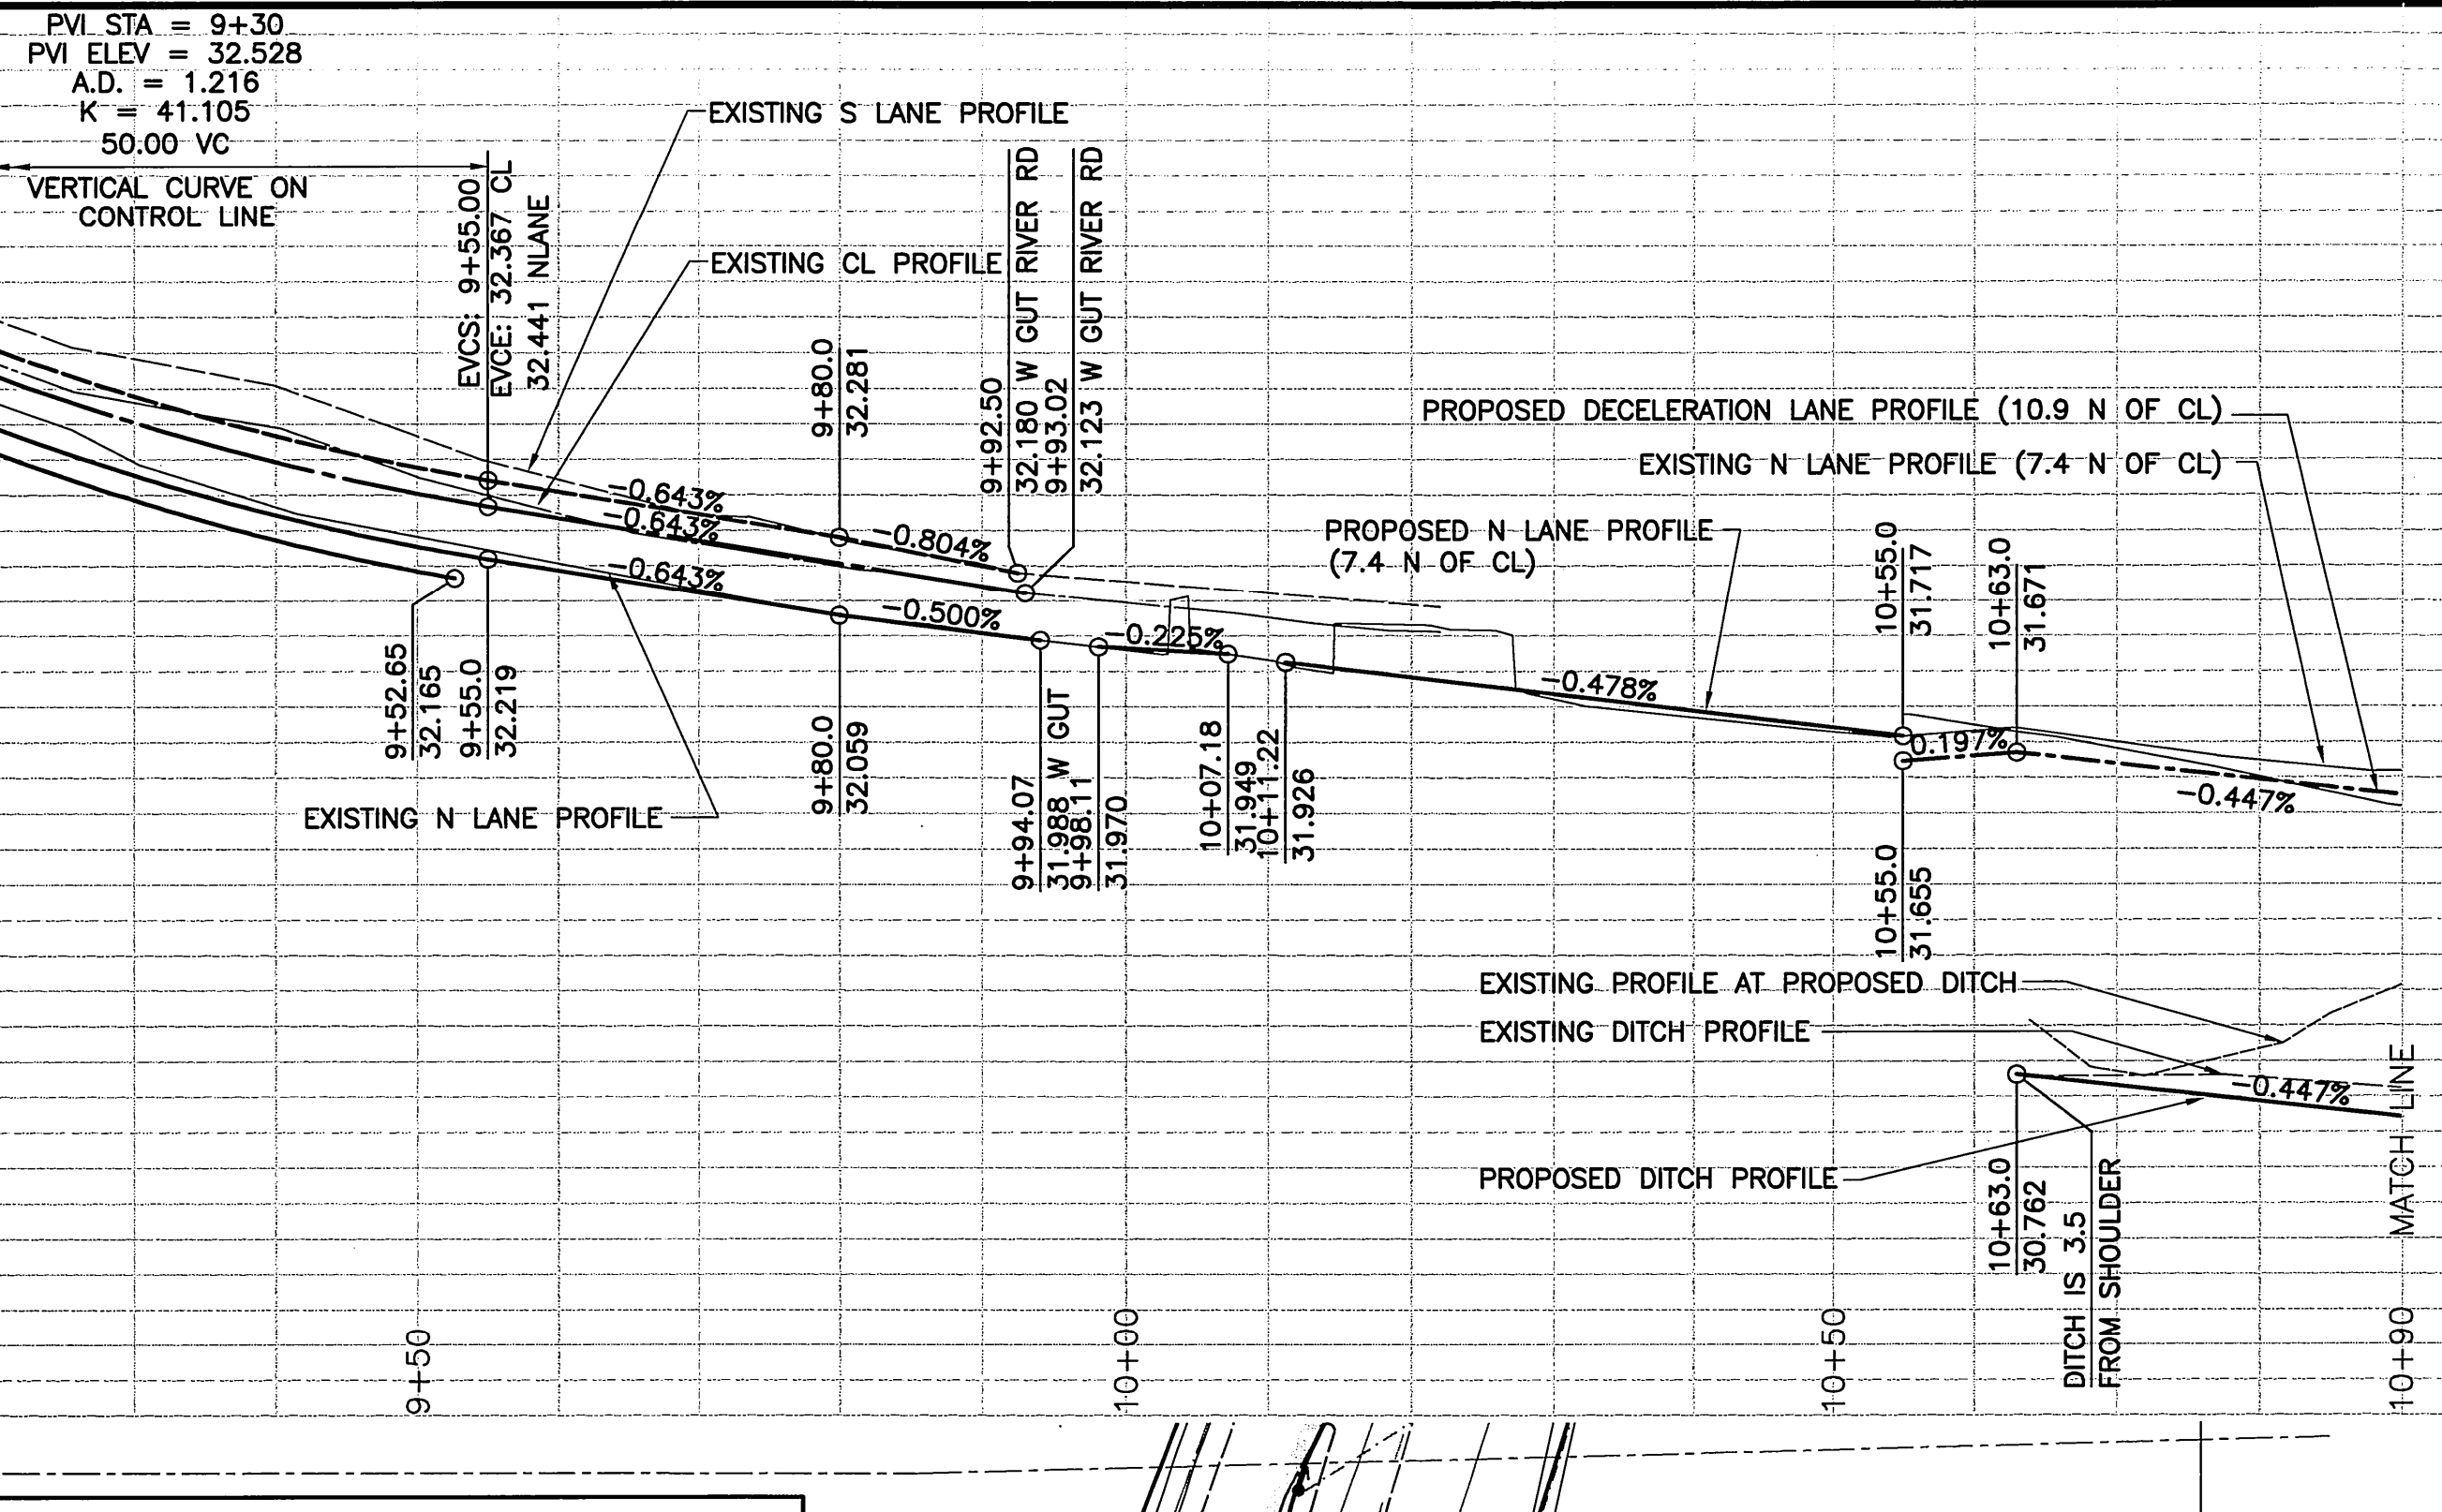 PVI STA = 9+30
PVI ELEV = 32.528
A.D. = 1.216
K = 41.105
50.00 VC
VERTICAL CURVE ON
CONTROL LINE
EVCS: 9+55.00
EVCE: 32.367 CL
32.441 NLANE
EXISTING S LANE PROFILE
EXISTING CL PROFILE
9+80.0
32.281
9+92.50
32.180 W GUT RIVER RD
9+93.02
32.123 W GUT RIVER RD
PROPOSED DECELERATION LANE PROFILE (10.9 N OF CL)
EXISTING N LANE PROFILE (7.4 N OF CL)
PROPOSED N LANE PROFILE
(7.4 N OF CL)
10+55.0
31.717
10+63.0
31.671
-0.643%
-0.643%
-0.643%
-0.804%
-0.500%
-0.225%
-0.478%
0.197%
-0.447%
9+52.65
32.165
9+55.0
32.219
EXISTING N LANE PROFILE
9+80.0
32.059
9+94.07
31.988 W GUT
9+98.11
31.970
10+07.18
31.949
10+11.22
31.926
10+55.0
31.655
EXISTING PROFILE AT PROPOSED DITCH
EXISTING DITCH PROFILE
-0.447%
PROPOSED DITCH PROFILE
10+63.0
30.762
DITCH IS 3.5
FROM SHOULDER
MATCH LINE
9+50
10+00
10+50
10+90